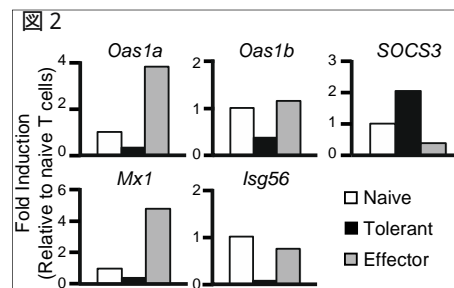 図 2
Fold Induction
(Relative to naive T cells)
Oas1a
4
2
0
Oas1b
2
1
0
SOCS3
3
2
1
0
Mx1
6
4
2
0
Isg56
2
1
0
Naive
Tolerant
Effector